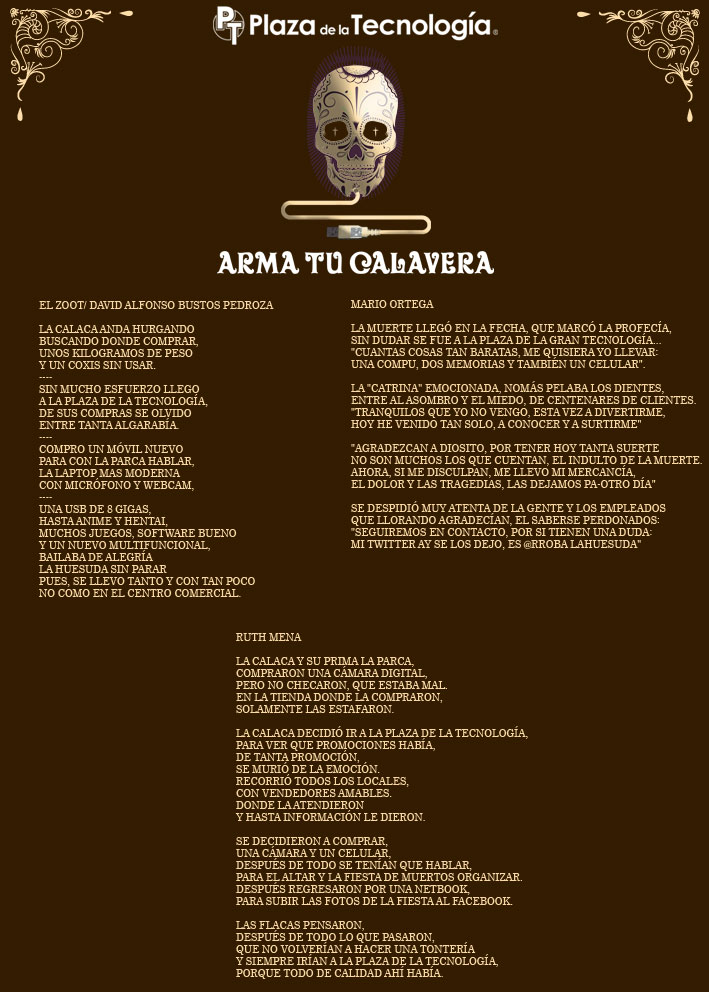 PT Plaza de la Tecnología®
ARMA TU CALAVERA
EL ZOOT/ DAVID ALFONSO BUSTOS PEDROZA
LA CALACA ANDA HURGANDO
BUSCANDO DONDE COMPRAR,
UNOS KILOGRAMOS DE PESO
Y UN COXIS SIN USAR.
----
SIN MUCHO ESFUERZO LLEGO
A LA PLAZA DE LA TECNOLOGÍA,
DE SUS COMPRAS SE OLVIDO
ENTRE TANTA ALGARABÍA.
----
COMPRO UN MÓVIL NUEVO
PARA CON LA PARCA HABLAR,
LA LAPTOP MAS MODERNA
CON MICRÓFONO Y WEBCAM,
----
UNA USB DE 8 GIGAS,
HASTA ANIME Y HENTAI,
MUCHOS JUEGOS, SOFTWARE BUENO
Y UN NUEVO MULTIFUNCIONAL,
BAILABA DE ALEGRÍA
LA HUESUDA SIN PARAR
PUES, SE LLEVO TANTO Y CON TAN POCO
NO COMO EN EL CENTRO COMERCIAL.
MARIO ORTEGA
LA MUERTE LLEGÓ EN LA FECHA, QUE MARCÓ LA PROFECÍA,
SIN DUDAR SE FUE A LA PLAZA DE LA GRAN TECNOLOGÍA...
"CUANTAS COSAS TAN BARATAS, ME QUISIERA YO LLEVAR:
UNA COMPU, DOS MEMORIAS Y TAMBIÉN UN CELULAR".
LA "CATRINA" EMOCIONADA, NOMÁS PELABA LOS DIENTES,
ENTRE AL ASOMBRO Y EL MIEDO, DE CENTENARES DE CLIENTES.
"TRANQUILOS QUE YO NO VENGO, ESTA VEZ A DIVERTIRME,
HOY HE VENIDO TAN SOLO, A CONOCER Y A SURTIRME"
"AGRADEZCAN A DIOSITO, POR TENER HOY TANTA SUERTE
NO SON MUCHOS LOS QUE CUENTAN, EL INDULTO DE LA MUERTE.
AHORA, SI ME DISCULPAN, ME LLEVO MI MERCANCÍA,
EL DOLOR Y LAS TRAGEDIAS, LAS DEJAMOS PA-OTRO DÍA"
SE DESPIDIÓ MUY ATENTA DE LA GENTE Y LOS EMPLEADOS
QUE LLORANDO AGRADECÍAN, EL SABERSE PERDONADOS:
"SEGUIREMOS EN CONTACTO, POR SI TIENEN UNA DUDA:
MI TWITTER AY SE LOS DEJO, ES @RROBA LAHUESUDA"
RUTH MENA
LA CALACA Y SU PRIMA LA PARCA,
COMPRARON UNA CÁMARA DIGITAL,
PERO NO CHECARON, QUE ESTABA MAL.
EN LA TIENDA DONDE LA COMPRARON,
SOLAMENTE LAS ESTAFARON.
LA CALACA DECIDIÓ IR A LA PLAZA DE LA TECNOLOGÍA,
PARA VER QUE PROMOCIONES HABÍA,
DE TANTA PROMOCIÓN,
SE MURIÓ DE LA EMOCIÓN.
RECORRIÓ TODOS LOS LOCALES,
CON VENDEDORES AMABLES.
DONDE LA ATENDIERON
Y HASTA INFORMACIÓN LE DIERON.
SE DECIDIERON A COMPRAR,
UNA CÁMARA Y UN CELULAR,
DESPUÉS DE TODO SE TENÍAN QUE HABLAR,
PARA EL ALTAR Y LA FIESTA DE MUERTOS ORGANIZAR.
DESPUÉS REGRESARON POR UNA NETBOOK,
PARA SUBIR LAS FOTOS DE LA FIESTA AL FACEBOOK.
LAS FLACAS PENSARON,
DESPUÉS DE TODO LO QUE PASARON,
QUE NO VOLVERÍAN A HACER UNA TONTERÍA
Y SIEMPRE IRÍAN A LA PLAZA DE LA TECNOLOGÍA,
PORQUE TODO DE CALIDAD AHÍ HABÍA.